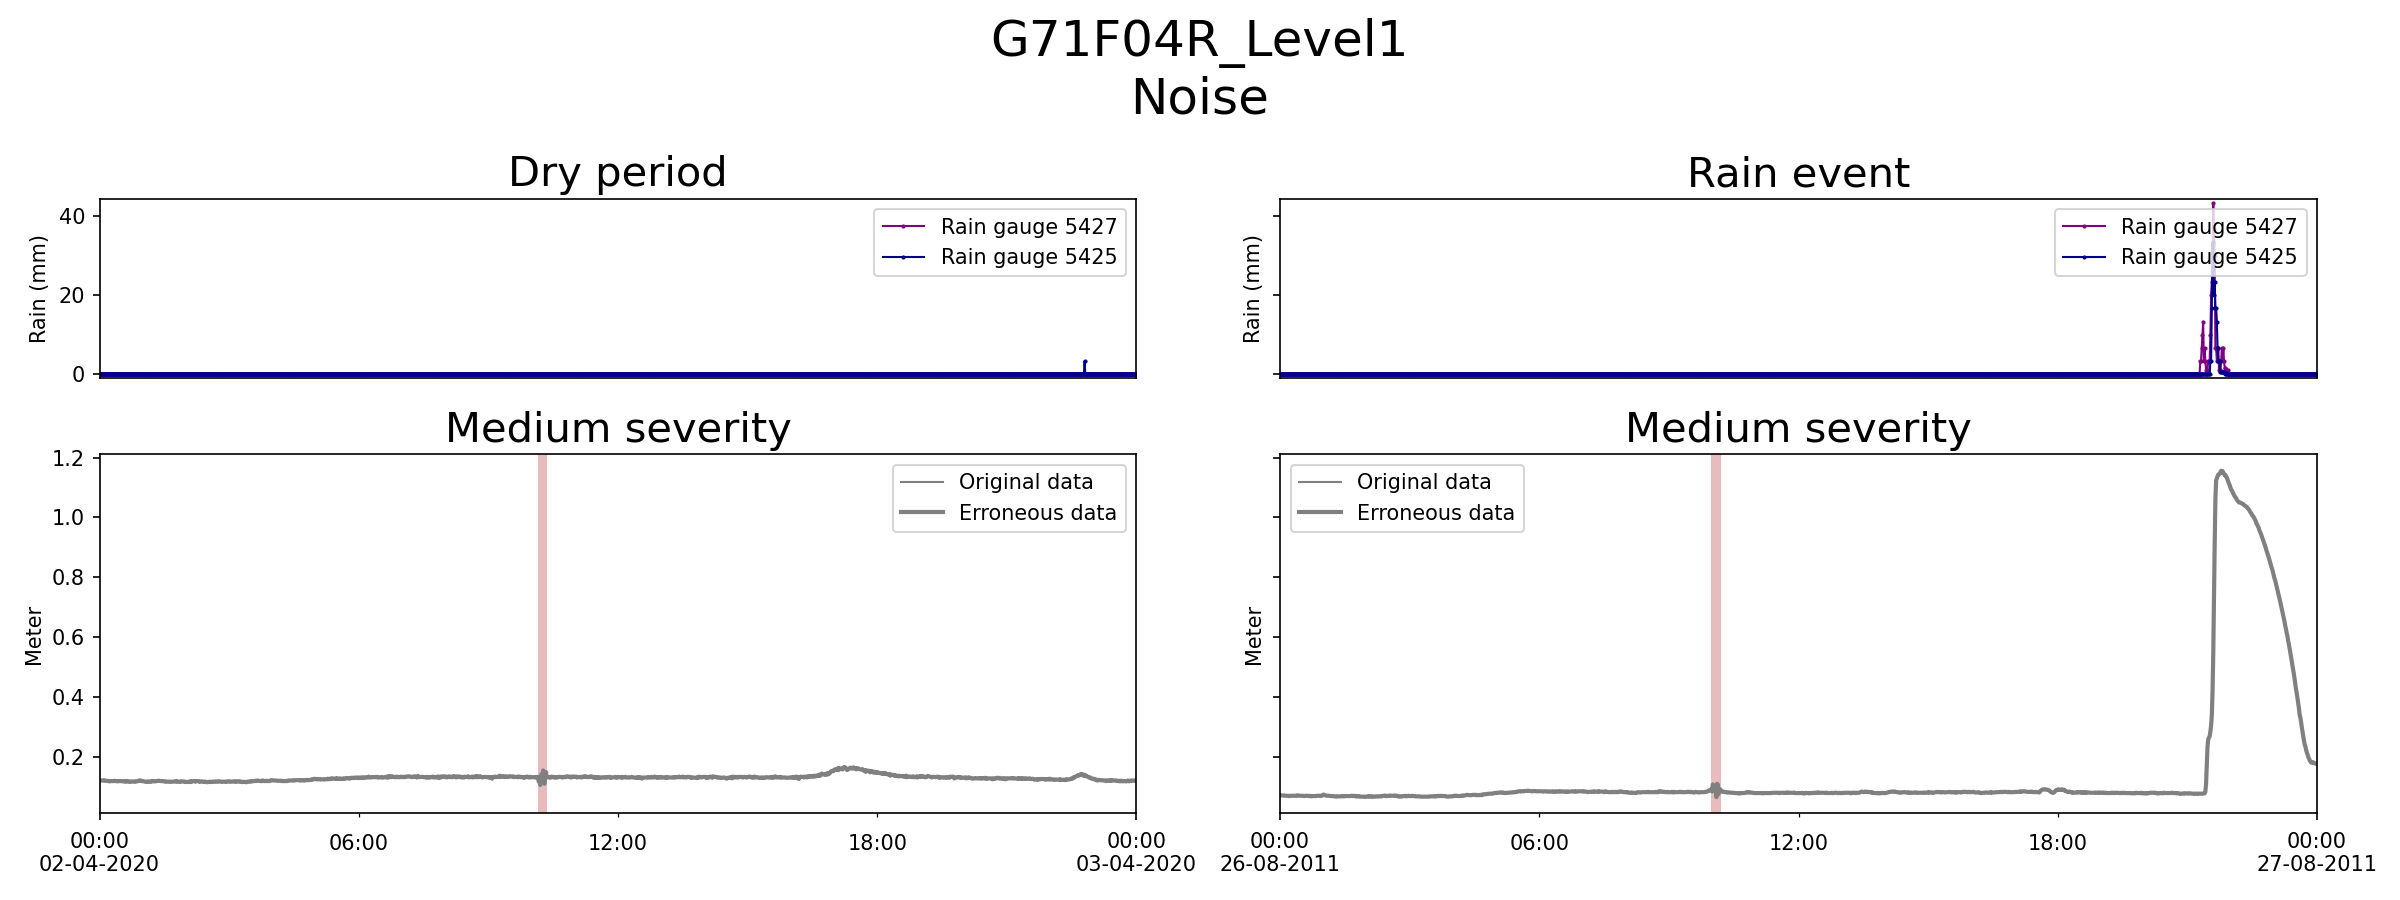 G71F04R_Level1
Noise
Dry period
Rain event
Rain (mm)
40
20
0
Rain gauge 5427
Rain gauge 5425
Rain (mm)
Rain gauge 5427
Rain gauge 5425
Medium severity
Medium severity
Meter
1.2
1.0
0.8
0.6
0.4
0.2
Original data
Erroneous data
Meter
Original data
Erroneous data
00:00 06:00 12:00 18:00 00:00
02-04-2020 03-04-2020
00:00 06:00 12:00 18:00 00:00
26-08-2011 27-08-2011